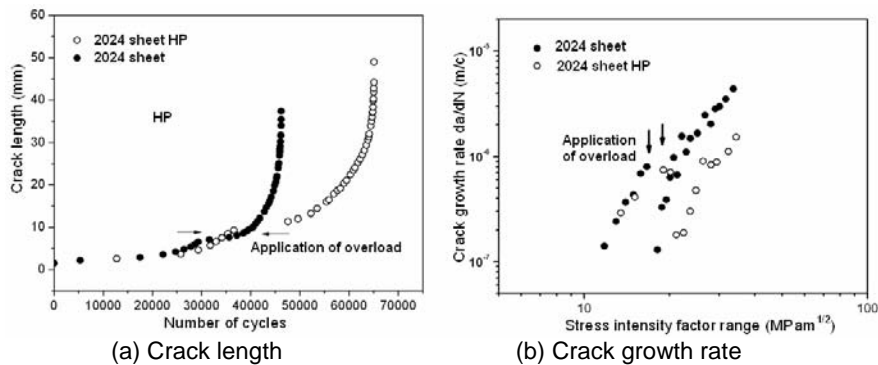 2024 sheet HP
2024 sheet
HP
Application of overload
Crack length (mm)
60
50
40
30
20
10
0
0
10000
20000
30000
40000
50000
60000
70000
Number of cycles
(a) Crack length
2024 sheet
2024 sheet HP
Application
of overload
Crack growth rate da/dN (m/c)
10⁻⁵
10⁻⁶
10⁻⁷
10
100
Stress intensity factor range (MPam¹/²)
(b) Crack growth rate